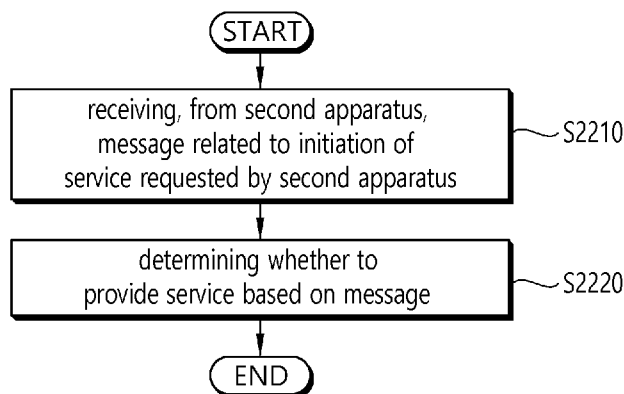 START
receiving, from second apparatus,
message related to initiation of
service requested by second apparatus
S2210
determining whether to
provide service based on message
S2220
END